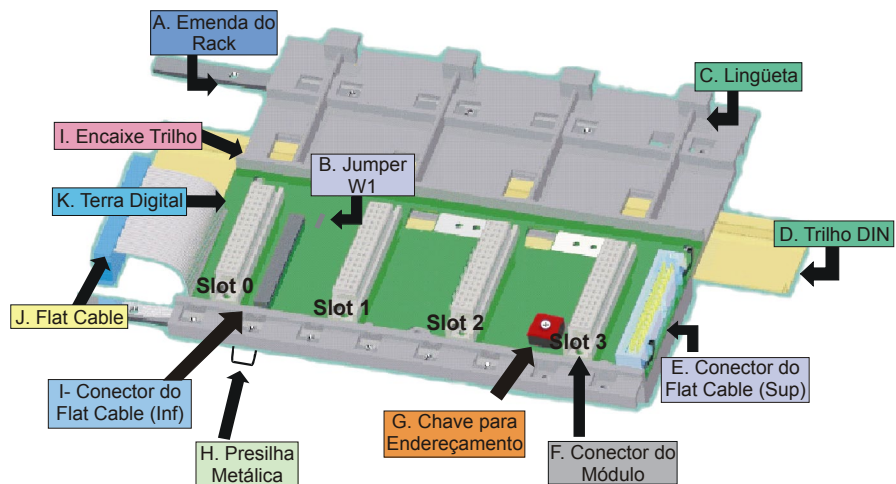 A. Emenda do
Rack
C. Lingüeta
I. Encaixe Trilho
B. Jumper
W1
K. Terra Digital
D. Trilho DIN
Slot 0
Slot 1
Slot 2
Slot 3
J. Flat Cable
E. Conector do
Flat Cable (Sup)
I- Conector do
Flat Cable (Inf)
G. Chave para
Endereçamento
F. Conector do
Módulo
H. Presilha
Metálica